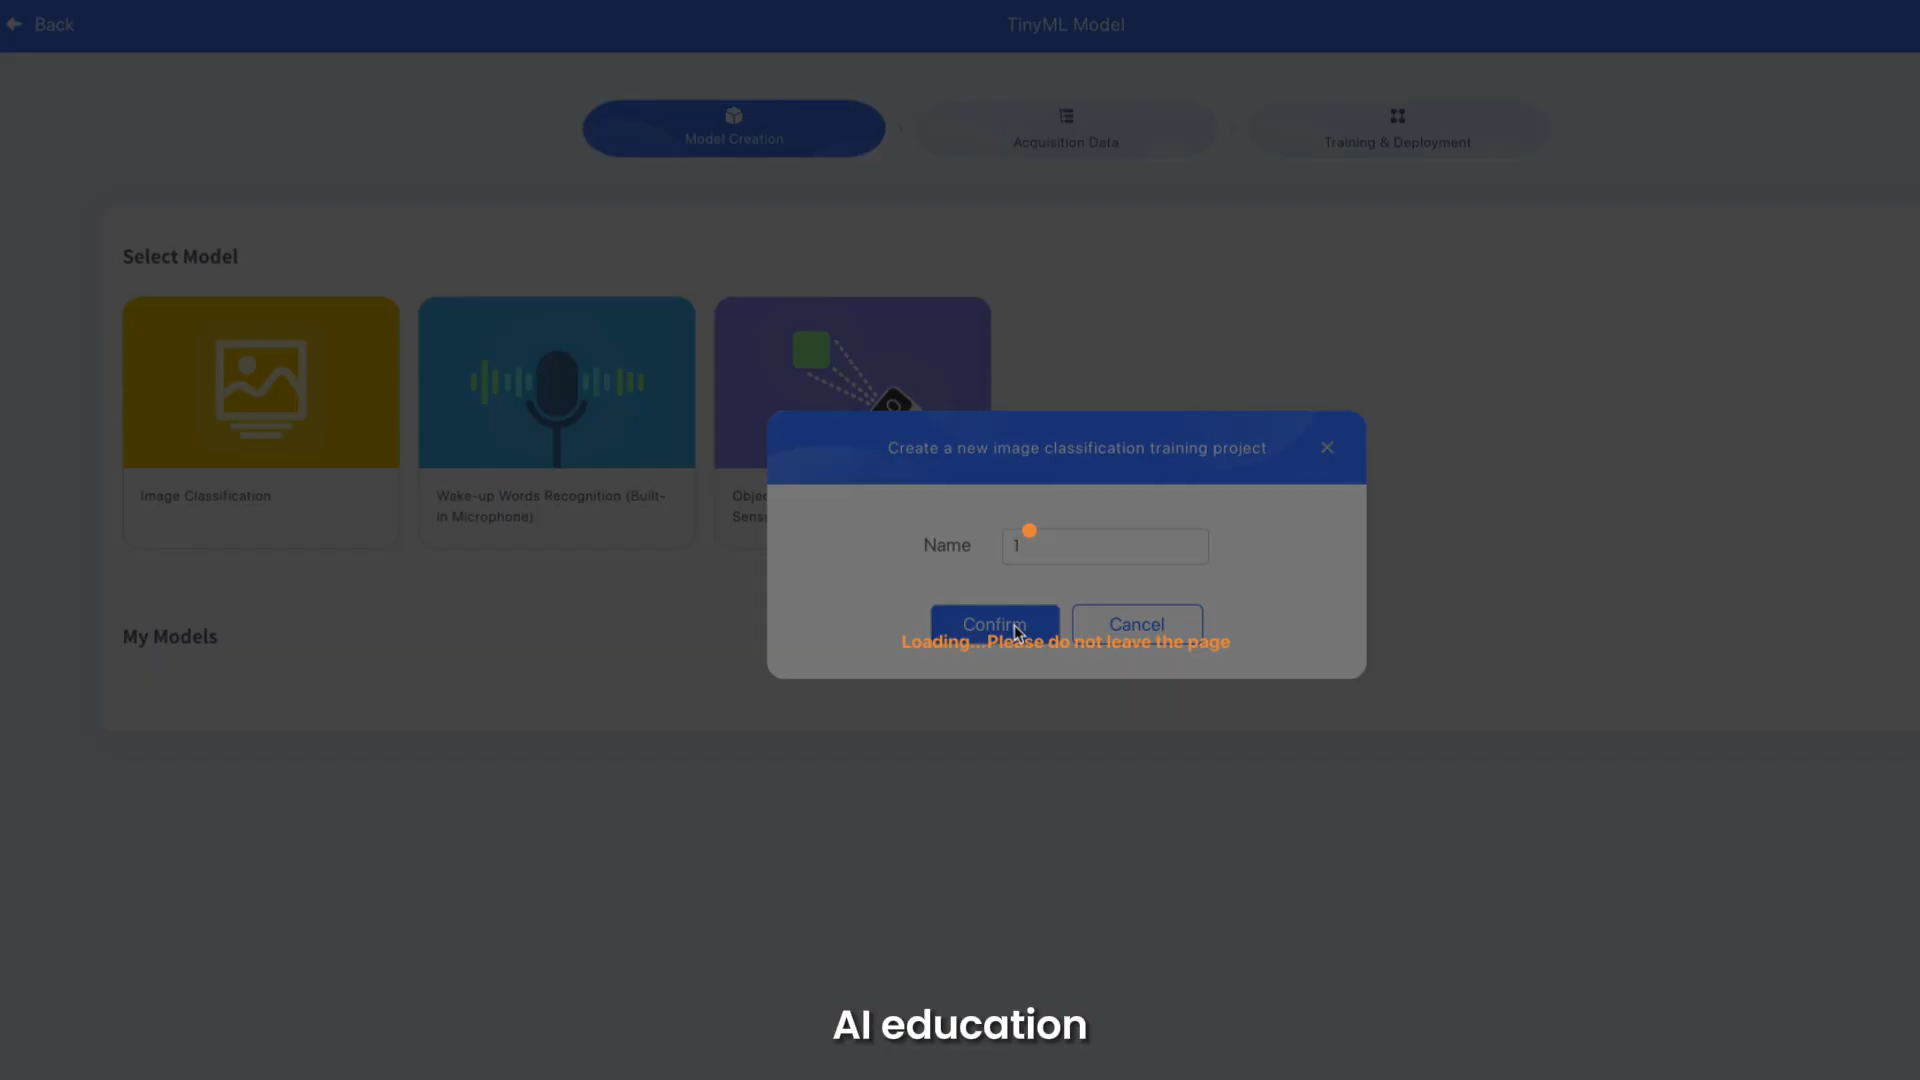 Back
TinyML Model
Model Creation
Acquisition Data
Training & Deployment
Select Model
Image Classification
Wake-up Words Recognition (Built-
in Microphone)
Create a new image classification training project
Name
1
Confirm
Cancel
Loading...Please do not leave the page
My Models
AI education